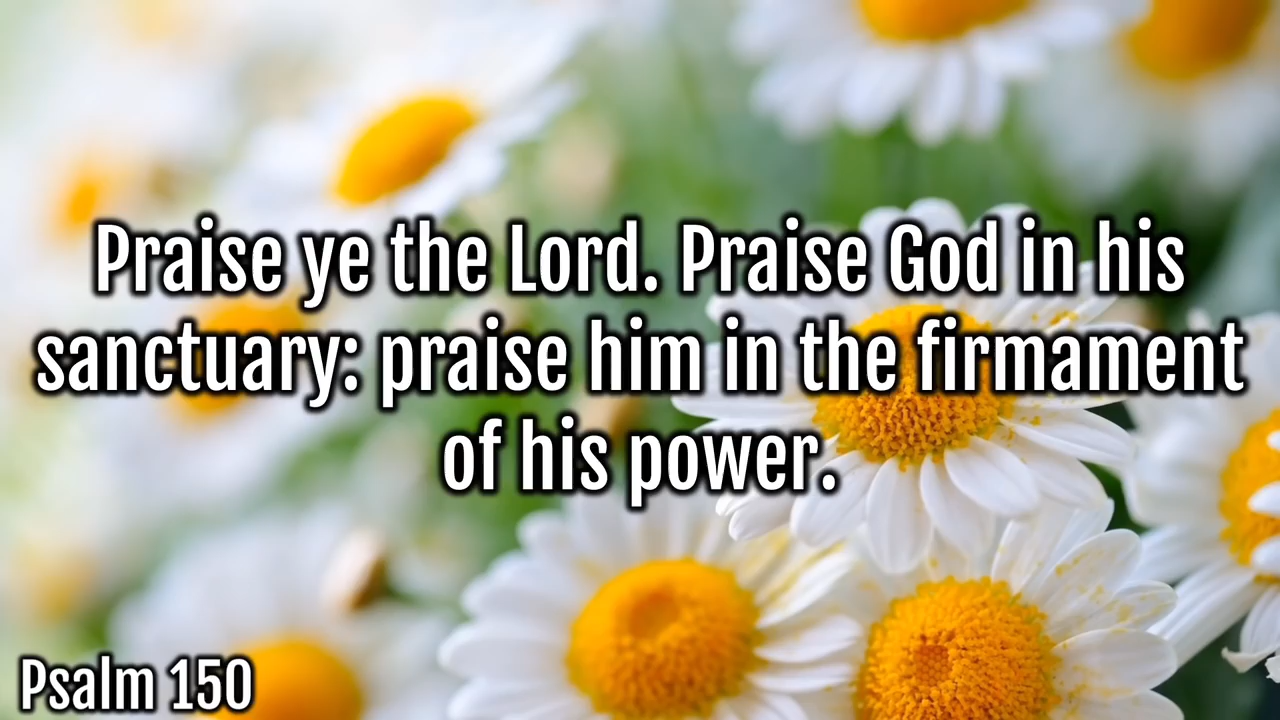 Praise ye the Lord. Praise God in his
sanctuary: praise him in the firmament
of his power.
Psalm 150